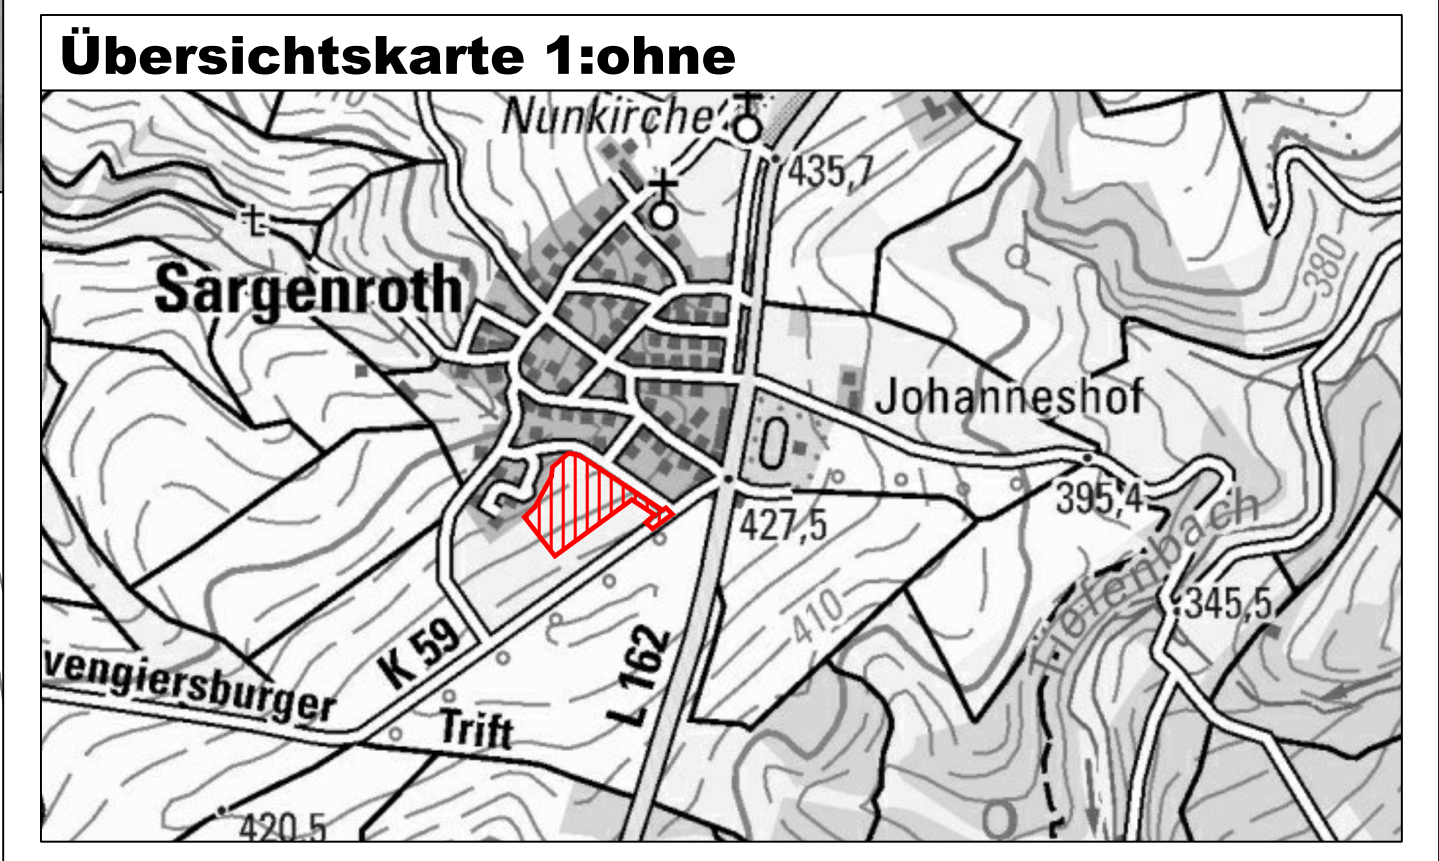 Übersichtskarte 1:ohne
Nunkirche
435,7
380
Sargenroth
Johanneshof
395,4
427,5
Tiefenbach
345,5
410
K 59
L 162
vengiersburger
Trift
420,5